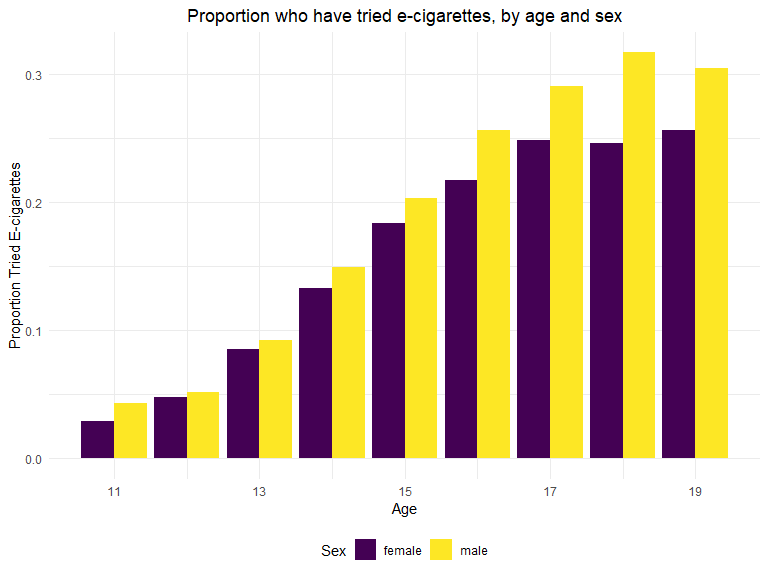 Proportion who have tried e-cigarettes, by age and sex
Proportion Tried E-cigarettes
0.3
0.2
0.1
0.0
11 13 15 17 19
Age
Sex female male